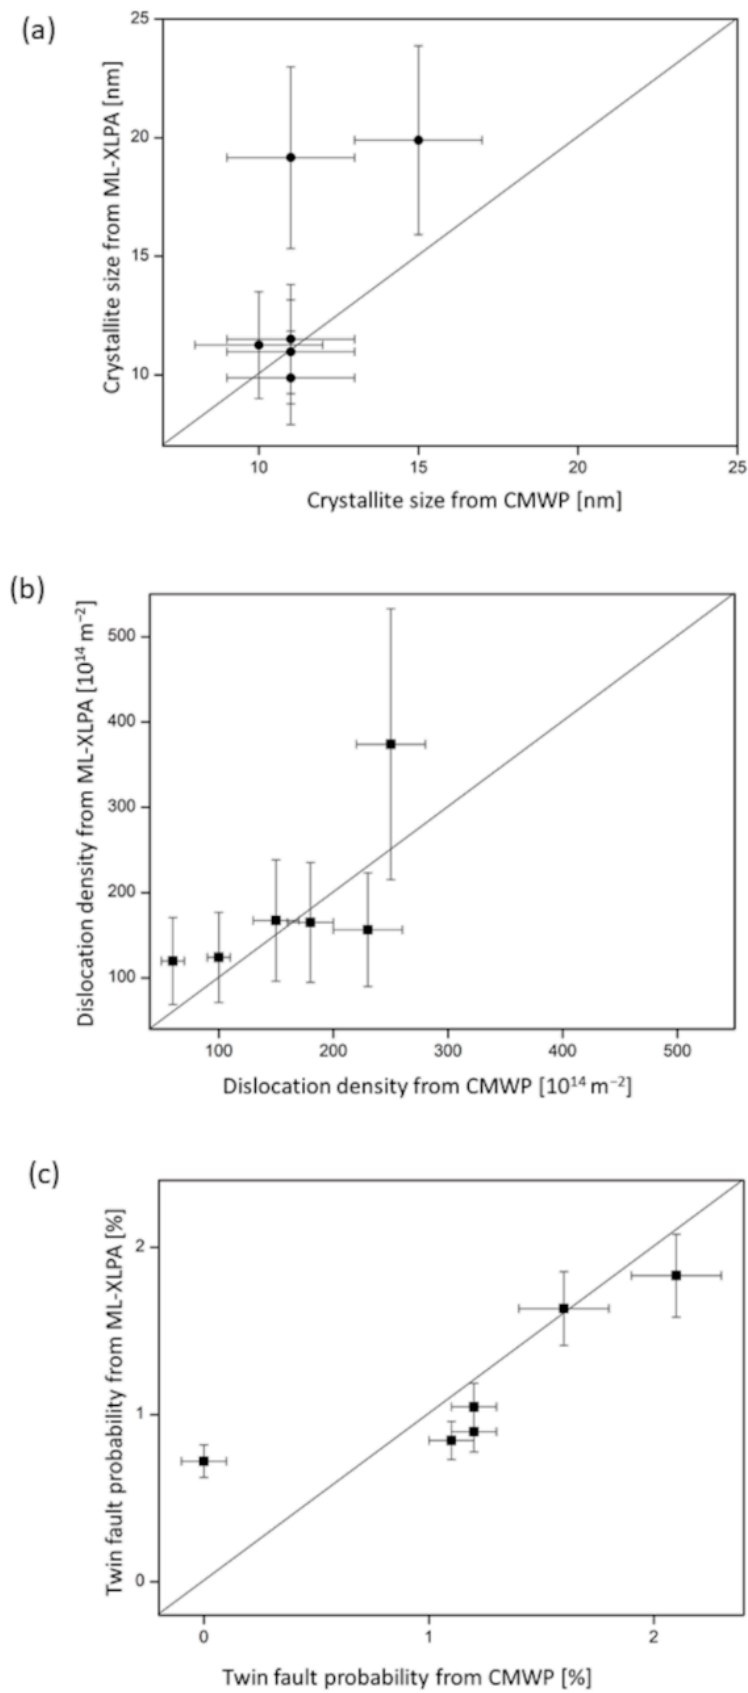 (a)
Crystallite size from ML-XLPA [nm]
25
20
15
10
10 15 20 25
Crystallite size from CMWP [nm]
(b)
Dislocation density from ML-XLPA [10¹⁴ m⁻²]
500
400
300
200
100
100 200 300 400 500
Dislocation density from CMWP [10¹⁴ m⁻²]
(c)
Twin fault probability from ML-XLPA [%]
2
1
0
0 1 2
Twin fault probability from CMWP [%]